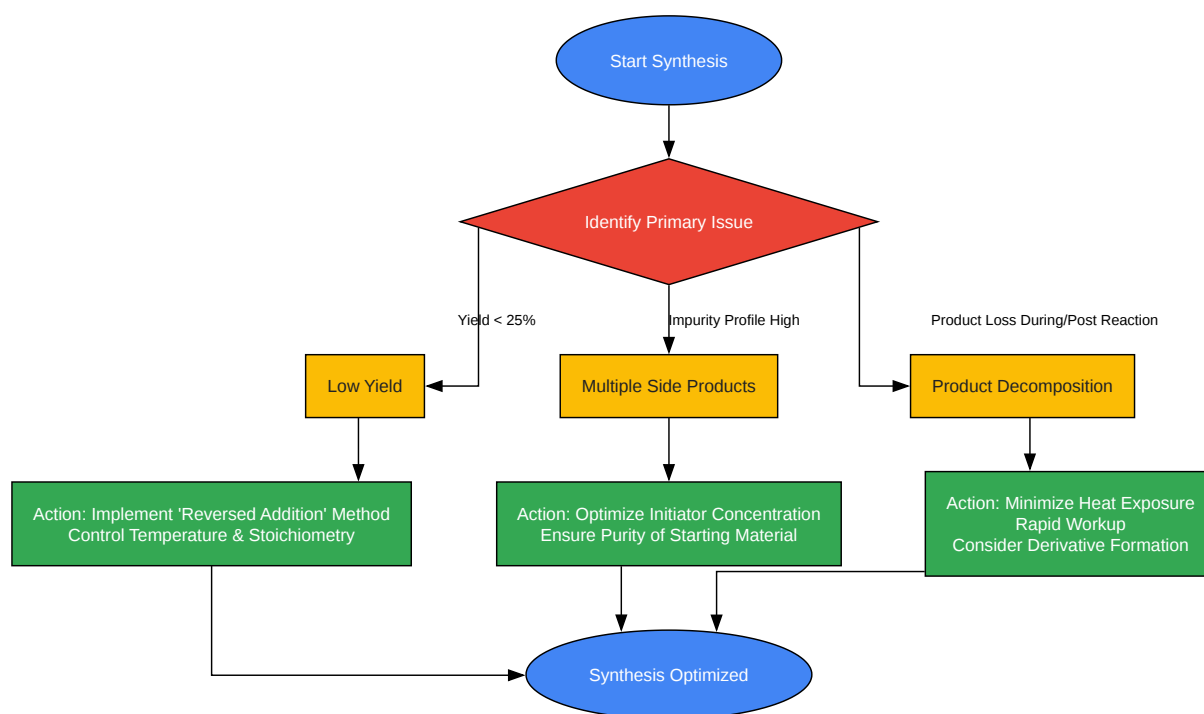 Start Synthesis
Identify Primary Issue
Yield < 25%
Impurity Profile High
Product Loss During/Post Reaction
Low Yield
Multiple Side Products
Product Decomposition
Action: Implement 'Reversed Addition' Method
Control Temperature & Stoichiometry
Action: Optimize Initiator Concentration
Ensure Purity of Starting Material
Action: Minimize Heat Exposure
Rapid Workup
Consider Derivative Formation
Synthesis Optimized